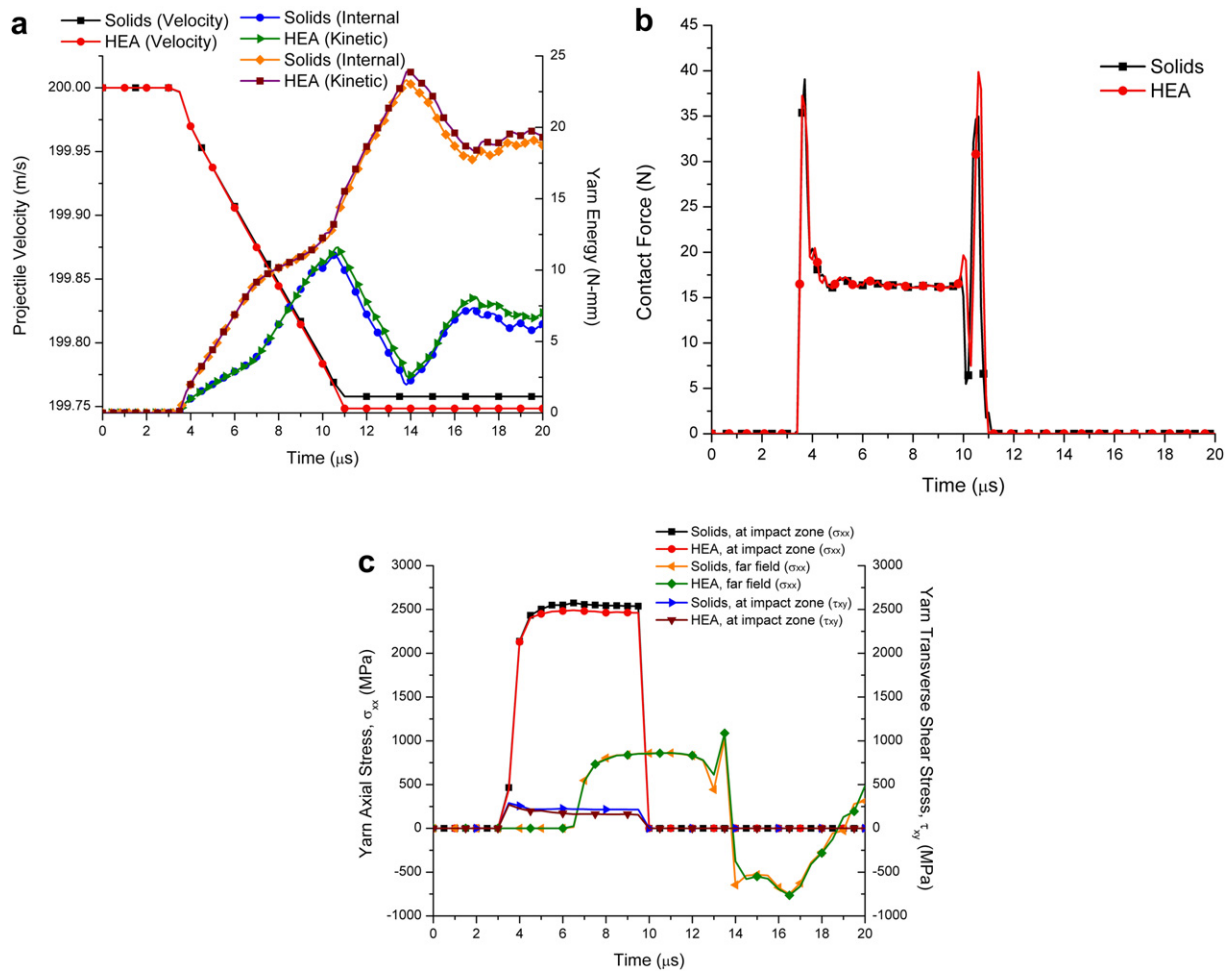 a
Solids (Velocity)
HEA (Velocity)
Solids (Internal
HEA (Kinetic)
Solids (Internal)
HEA (Kinetic)
200.00
199.95
199.90
199.85
199.80
199.75
Projectile Velocity (m/s)
25
20
15
10
5
0
Yarn Energy (N-mm)
0 2 4 6 8 10 12 14 16 18 20
Time (μs)
b
Solids
HEA
45
40
35
30
25
20
15
10
5
0
Contact Force (N)
0 2 4 6 8 10 12 14 16 18 20
Time (μs)
c
Solids, at impact zone (σxx)
HEA, at impact zone (σxx)
Solids, far field (σxx)
HEA, far field (σxx)
Solids, at impact zone (τxy)
HEA, at impact zone (τxy)
3000
2500
2000
1500
1000
500
0
-500
-1000
Yarn Axial Stress, σxx (MPa)
3000
2500
2000
1500
1000
500
0
-500
-1000
Yarn Transverse Shear Stress, τxy (MPa)
0 2 4 6 8 10 12 14 16 18 20
Time (μs)